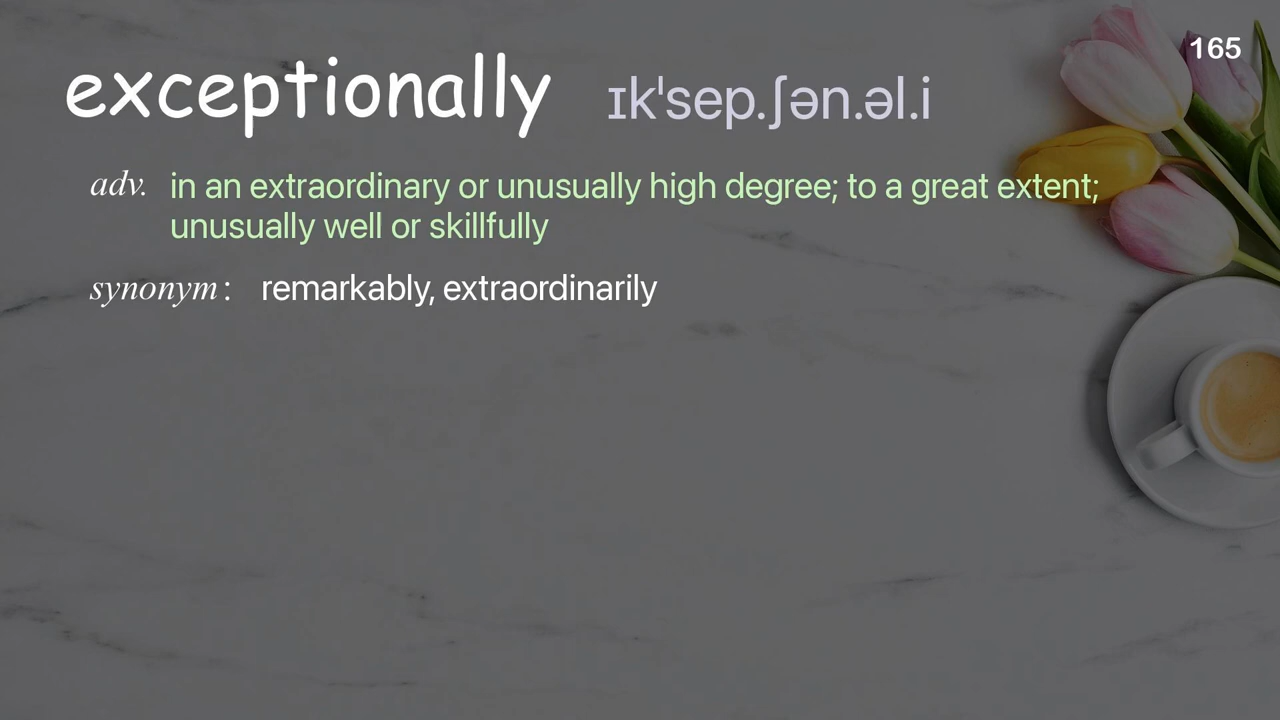 165
exceptionally ɪkˈsep.ʃən.əl.i
adv. in an extraordinary or unusually high degree; to a great extent;
unusually well or skillfully
synonym : remarkably, extraordinarily